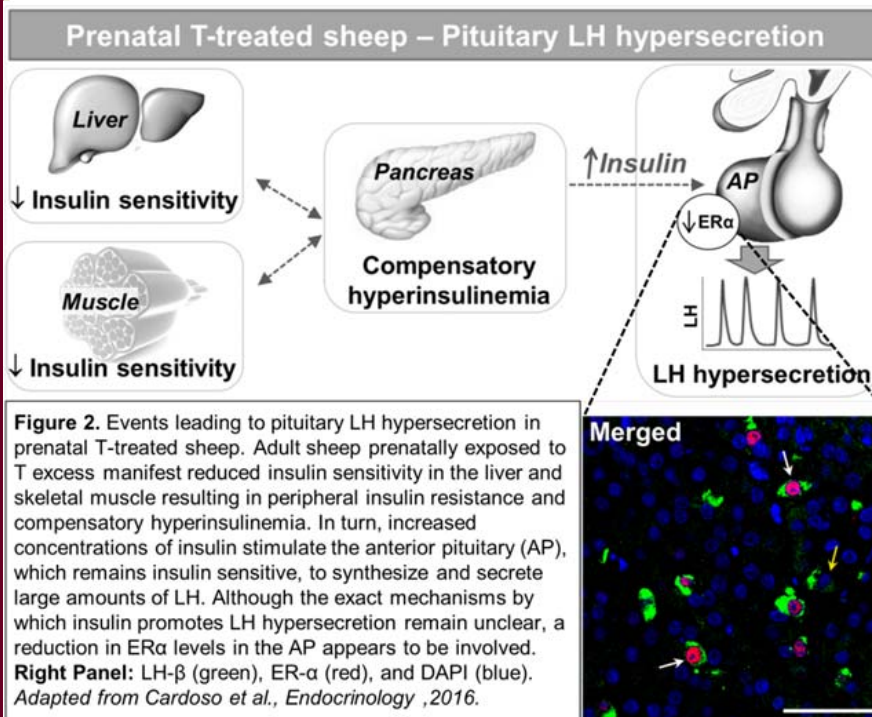 Prenatal T-treated sheep – Pituitary LH hypersecretion
Liver
↓ Insulin sensitivity
Muscle
↓ Insulin sensitivity
Pancreas
Compensatory
hyperinsulinemia
↑Insulin
AP
↓ ERα
LH
LH hypersecretion
Figure 2. Events leading to pituitary LH hypersecretion in
prenatal T-treated sheep. Adult sheep prenatally exposed to
T excess manifest reduced insulin sensitivity in the liver and
skeletal muscle resulting in peripheral insulin resistance and
compensatory hyperinsulinemia. In turn, increased
concentrations of insulin stimulate the anterior pituitary (AP),
which remains insulin sensitive, to synthesize and secrete
large amounts of LH. Although the exact mechanisms by
which insulin promotes LH hypersecretion remain unclear, a
reduction in ERα levels in the AP appears to be involved.
Right Panel: LH-β (green), ER-α (red), and DAPI (blue).
Adapted from Cardoso et al., Endocrinology ,2016.
Merged